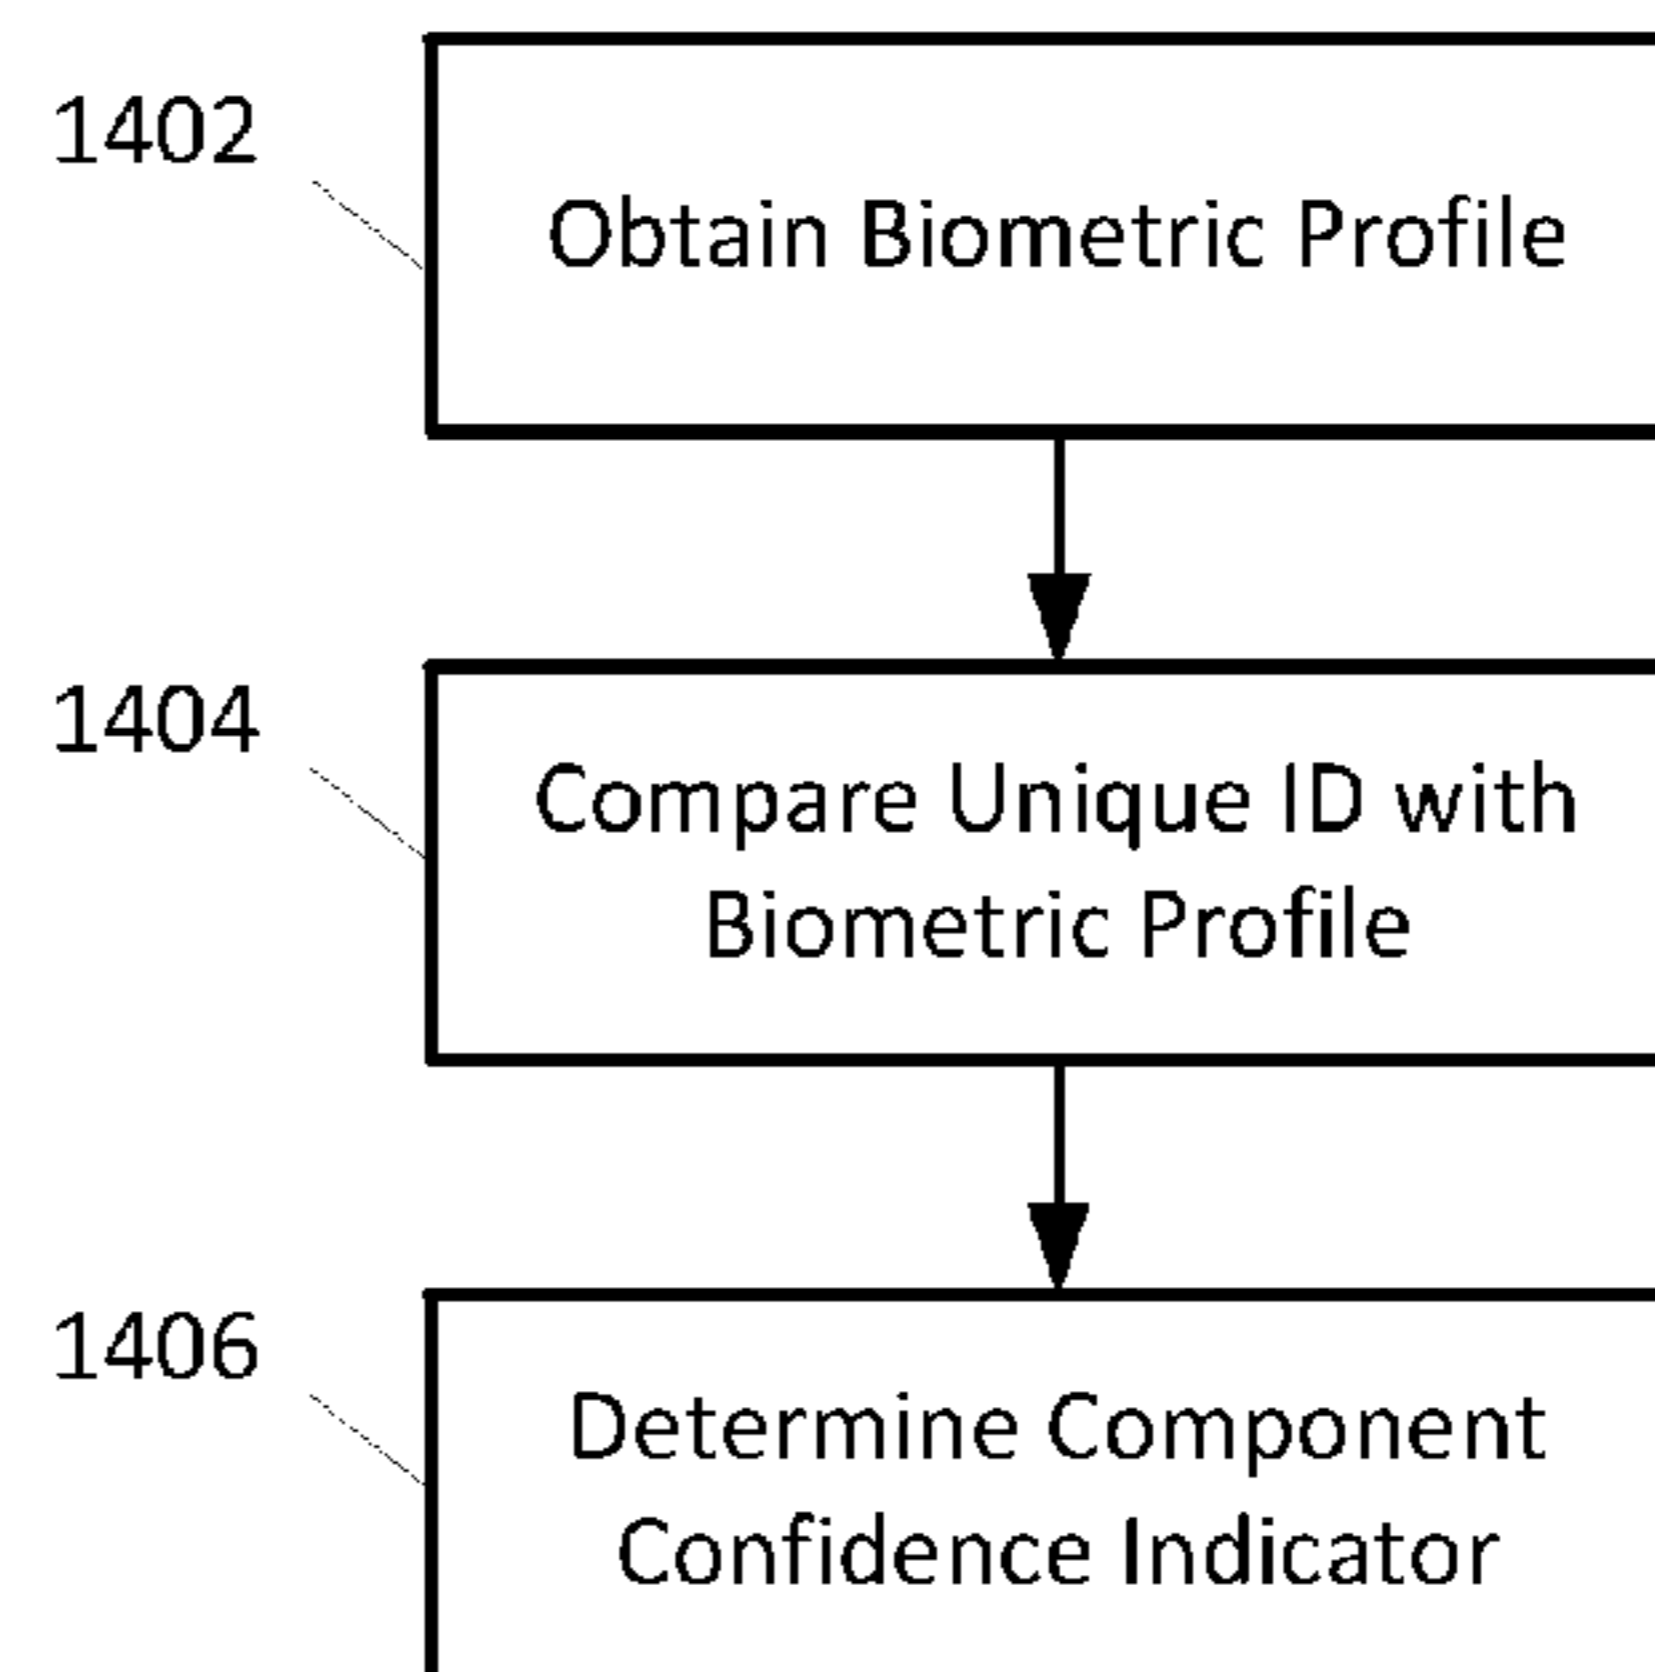 1402
Obtain Biometric Profile
1404
Compare Unique ID with
Biometric Profile
1406
Determine Component
Confidence Indicator